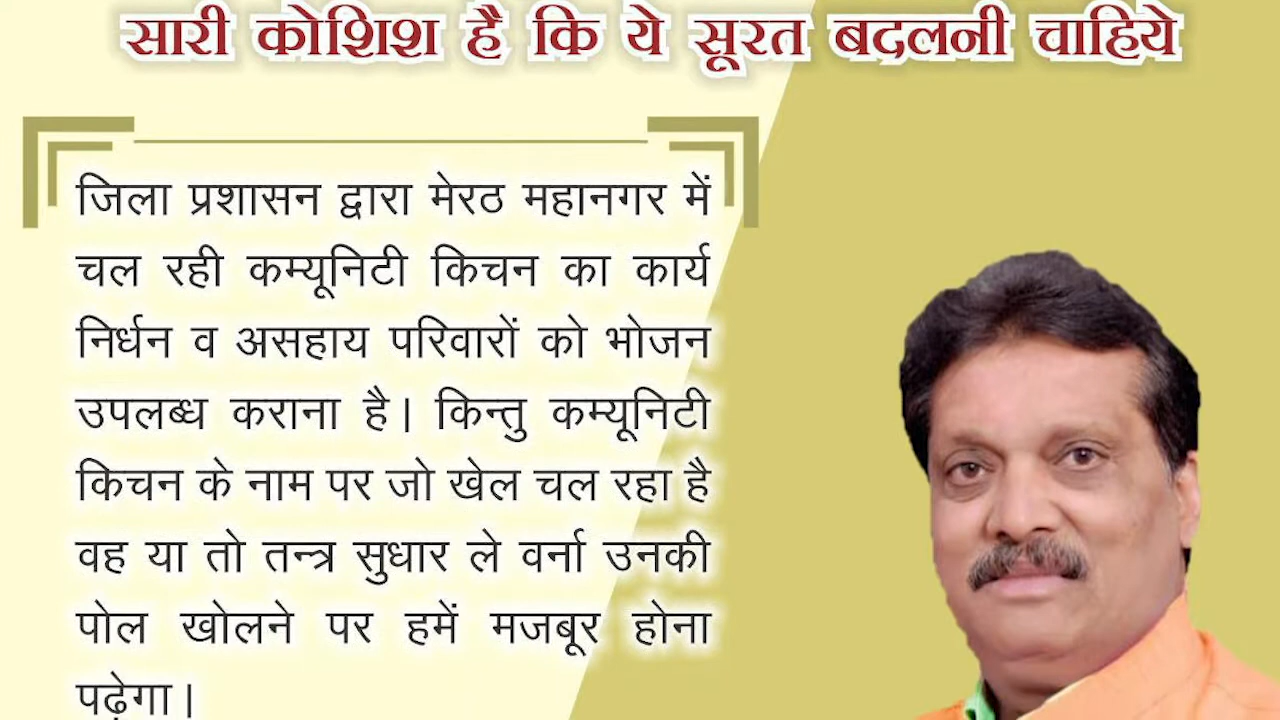 सारी कोशिश है कि ये सूरत बदलनी चाहिये
जिला प्रशासन द्वारा मेरठ महानगर में
चल रही कम्यूनिटी किचन का कार्य
निर्धन व असहाय परिवारों को भोजन
उपलब्ध कराना है। किन्तु कम्यूनिटी
किचन के नाम पर जो खेल चल रहा है
वह या तो तन्त्र सुधार ले वर्ना उनकी
पोल खोलने पर हमें मजबूर होना
पढ़ेगा।